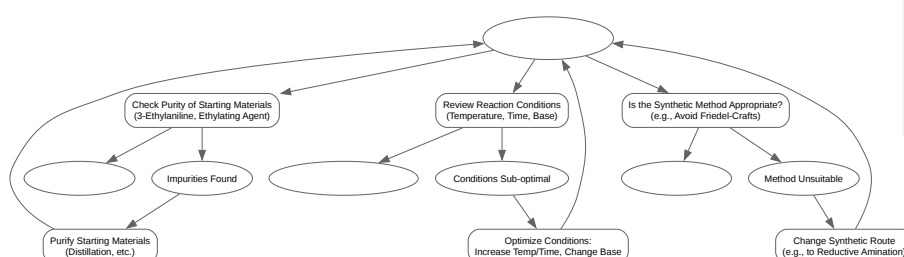 Check Purity of Starting Materials
(3-Ethylaniline, Ethylating Agent)
Review Reaction Conditions
(Temperature, Time, Base)
Is the Synthetic Method Appropriate?
(e.g., Avoid Friedel-Crafts)
Impurities Found
Conditions Sub-optimal
Method Unsuitable
Purify Starting Materials
(Distillation, etc.)
Optimize Conditions:
Increase Temp/Time, Change Base
Change Synthetic Route
(e.g., to Reductive Amination)